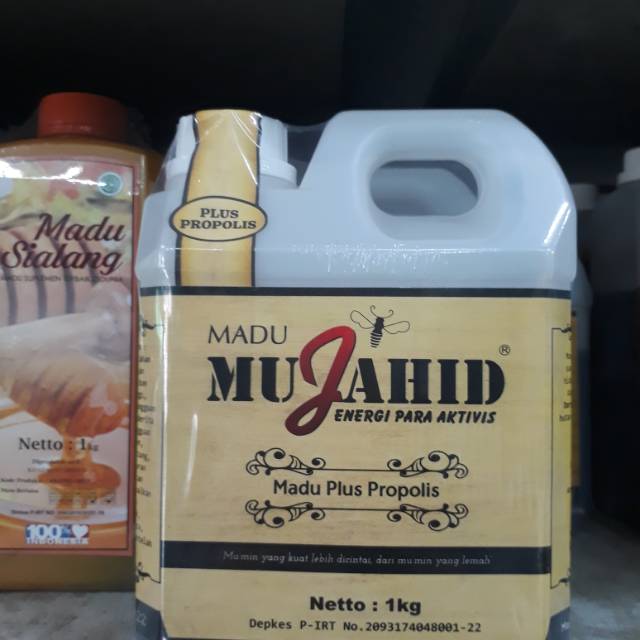 Madu
Sialang
Netto : 1kg
100%
PLUS
PROPOLIS
MADU
MUJAHID®
ENERGI PARA AKTIVIS
Madu Plus Propolis
Mu'min yang kuat lebih dicintai, dari mu'min yang lemah
Netto : 1kg
Depkes P-IRT No.2093174048001-22